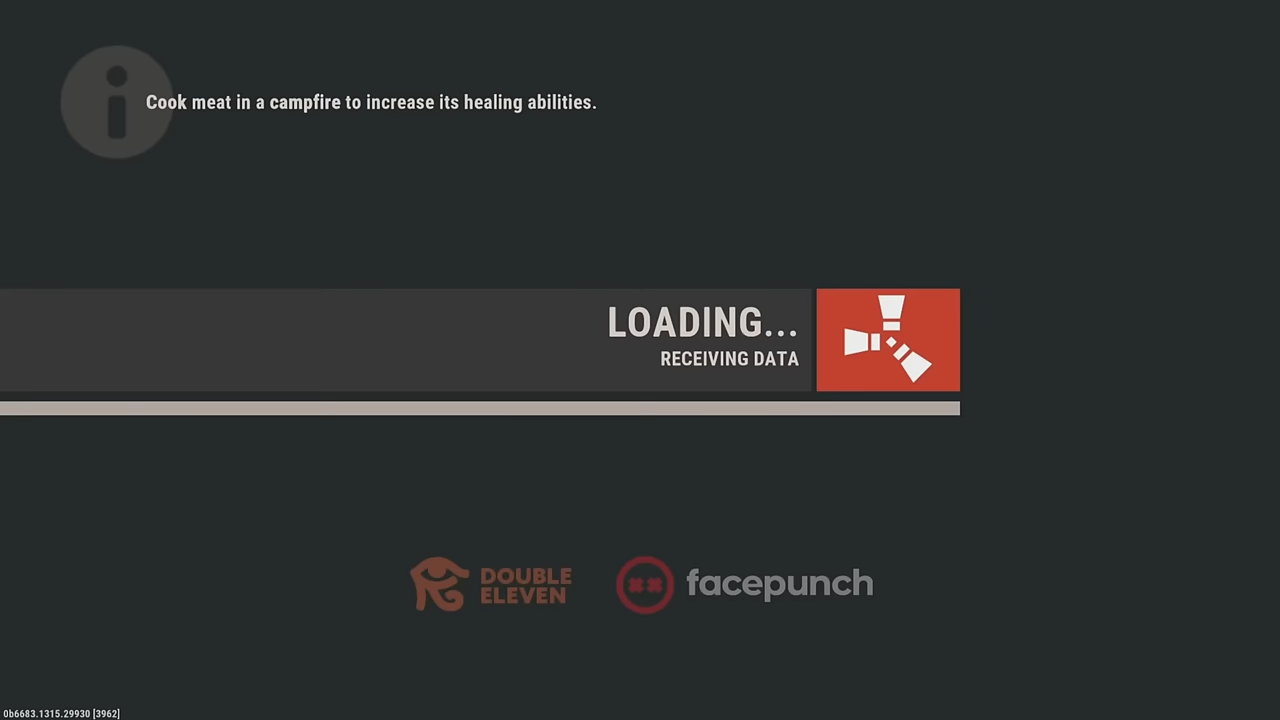 Cook meat in a campfire to increase its healing abilities.
LOADING...
RECEIVING DATA
DOUBLE
ELEVEN
facepunch
0b6683.1315.29930 [3962]